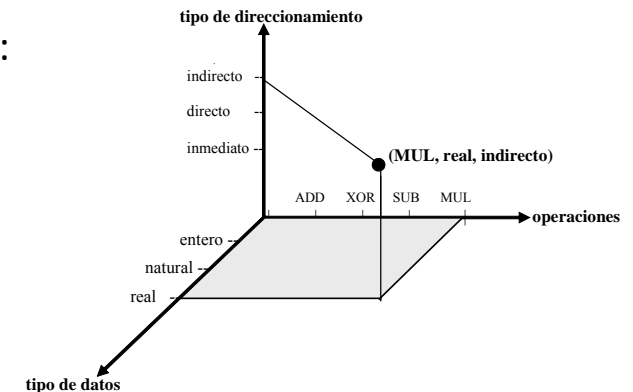 tipo de direccionamiento
:
indirecto
directo
inmediato
(MUL, real, indirecto)
ADD XOR SUB MUL
operaciones
entero
natural
real
tipo de datos